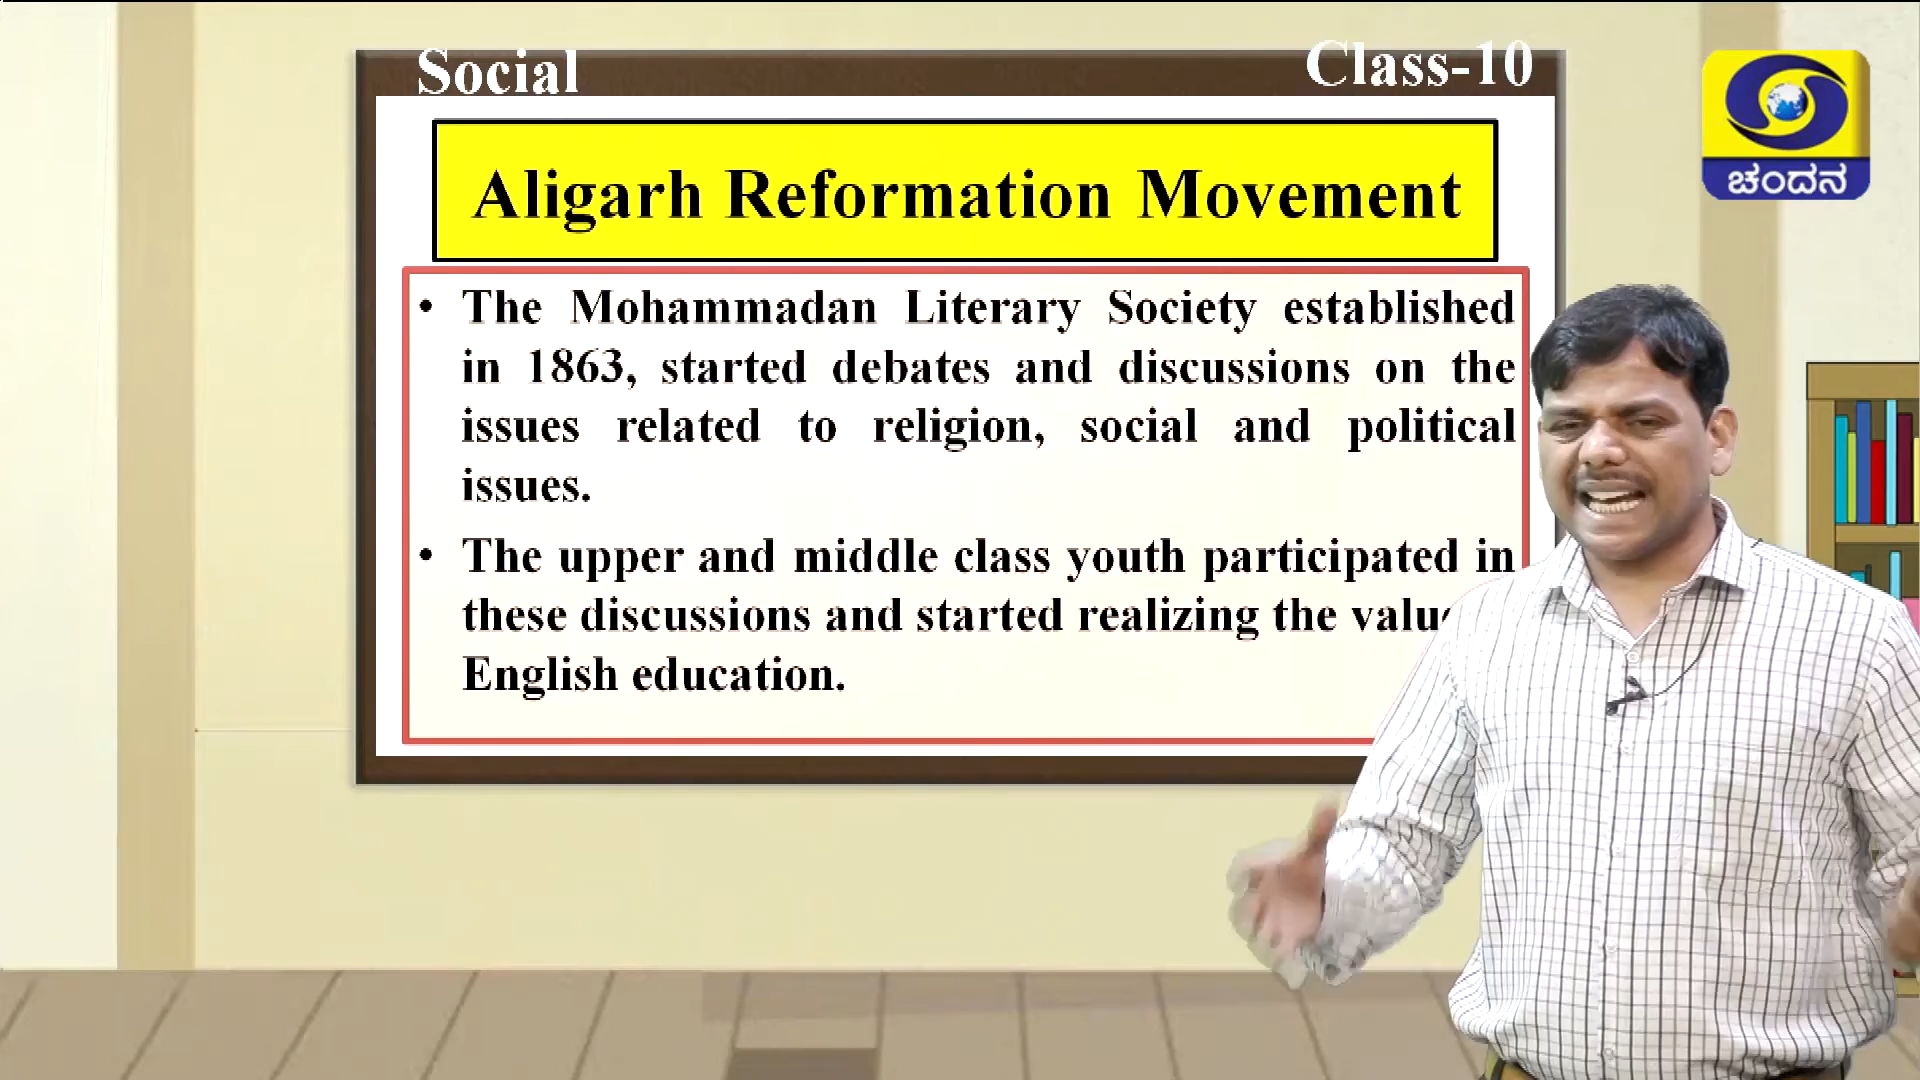 Social
Class-10
ಚಂದನ
Aligarh Reformation Movement
• The Mohammadan Literary Society established
in 1863, started debates and discussions on the
issues related to religion, social and political
issues.
• The upper and middle class youth participated in
these discussions and started realizing the
English education.